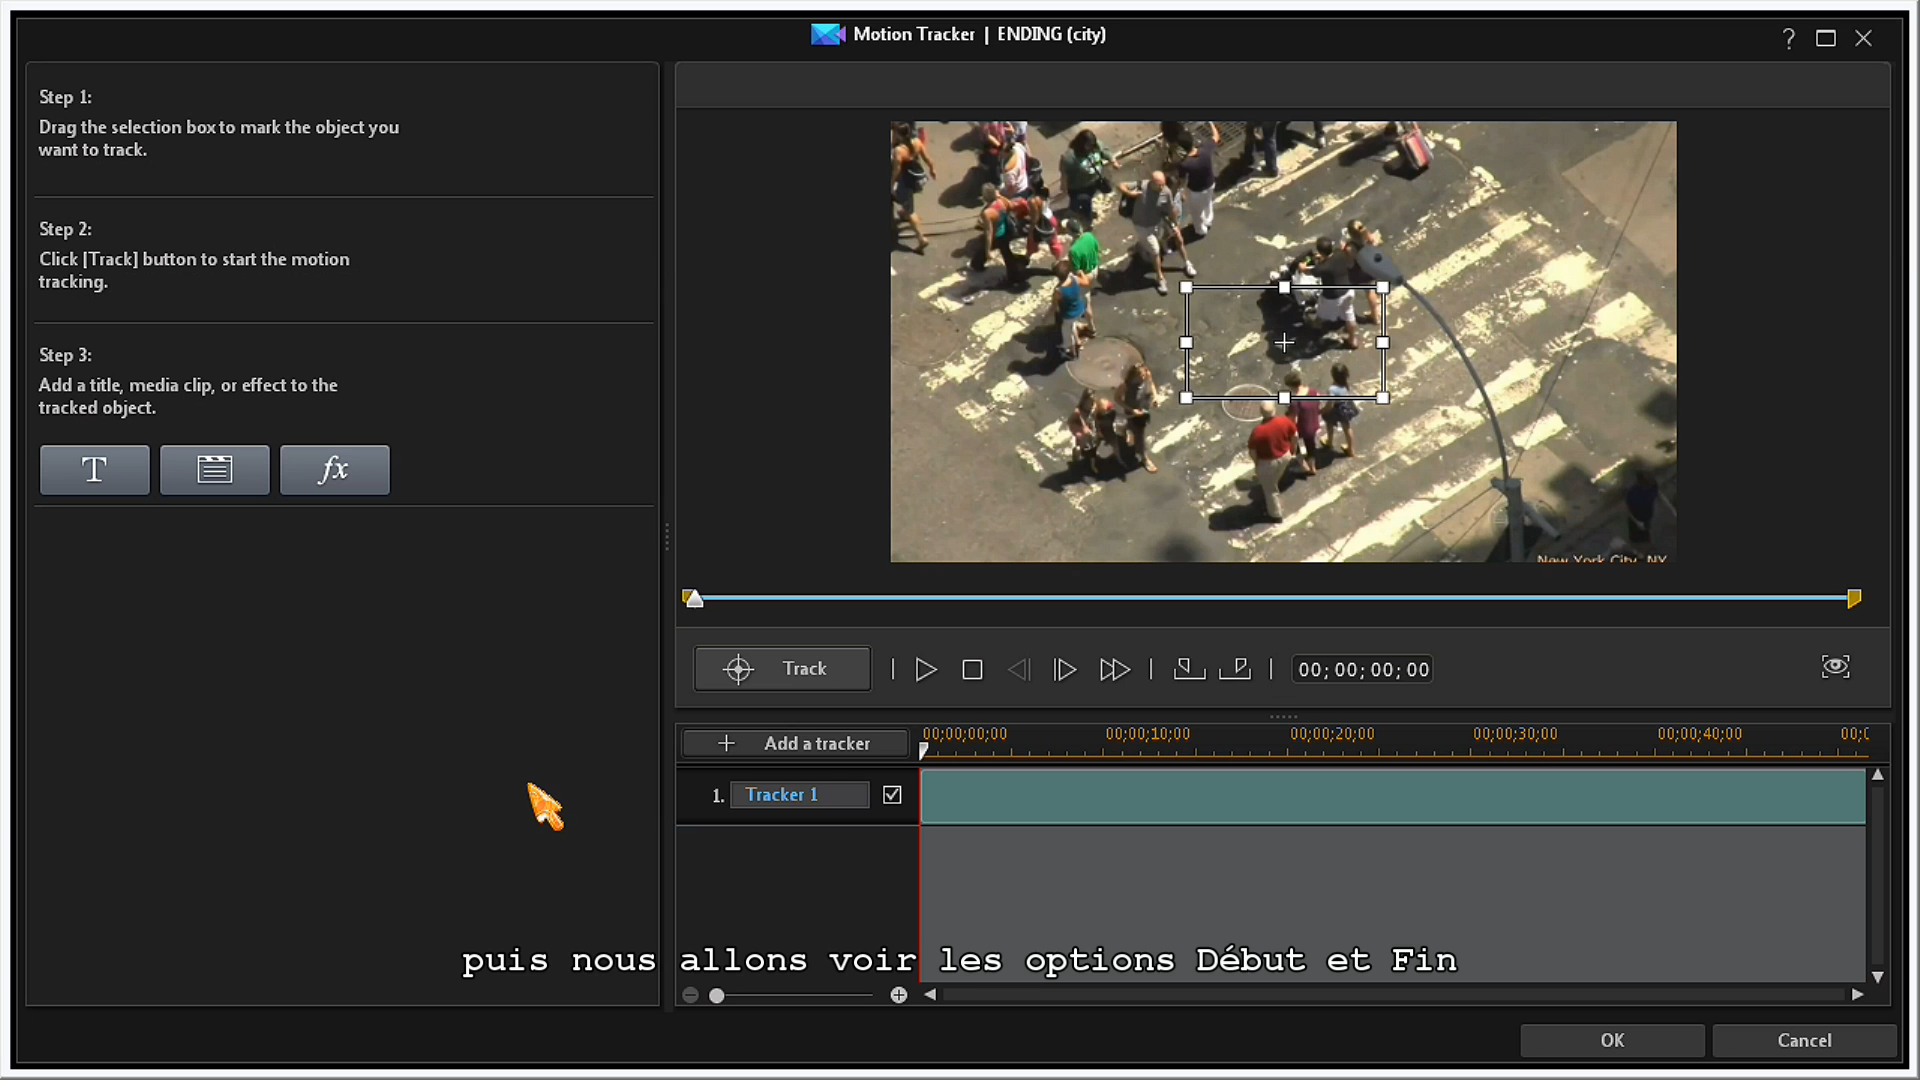 Motion Tracker | ENDING (city)
?
Step 1:
Drag the selection box to mark the object you
want to track.
Step 2:
Click [Track] button to start the motion
tracking.
Step 3:
Add a title, media clip, or effect to the
tracked object.
T fx
New York City, NY
Track
00;00;00;00
Add a tracker
00;00;00;00 00;00;10;00 00;00;20;00 00;00;30;00 00;00;40;00
1. Tracker 1
puis nous allons voir les options Début et Fin
OK Cancel